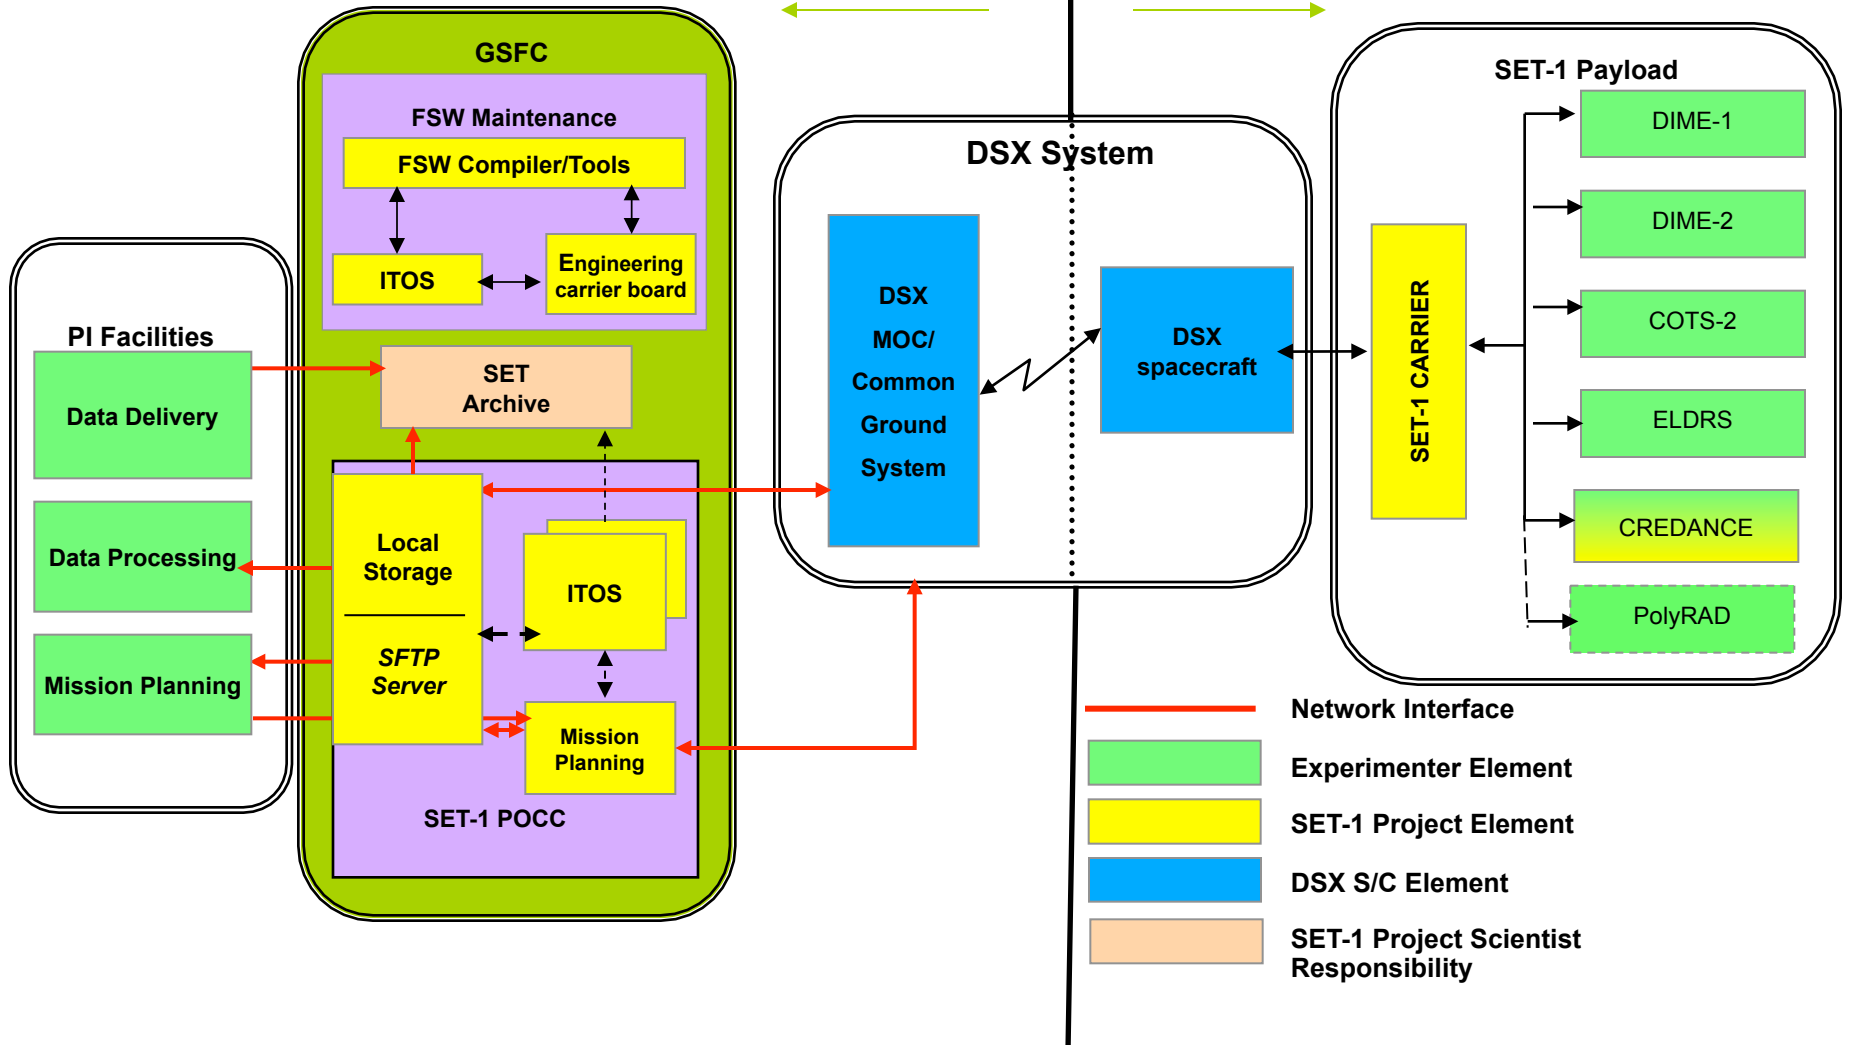 GSFC
FSW Maintenance
FSW Compiler/Tools
ITOS
Engineering
carrier board
PI Facilities
Data Delivery
Data Processing
Mission Planning
SET
Archive
Local
Storage
SFTP
Server
ITOS
Mission
Planning
SET-1 POCC
DSX System
DSX
MOC/
Common
Ground
System
DSX
spacecraft
SET-1 Payload
SET-1 CARRIER
DIME-1
DIME-2
COTS-2
ELDRS
CREDANCE
PolyRAD
Network Interface
Experimenter Element
SET-1 Project Element
DSX S/C Element
SET-1 Project Scientist
Responsibility